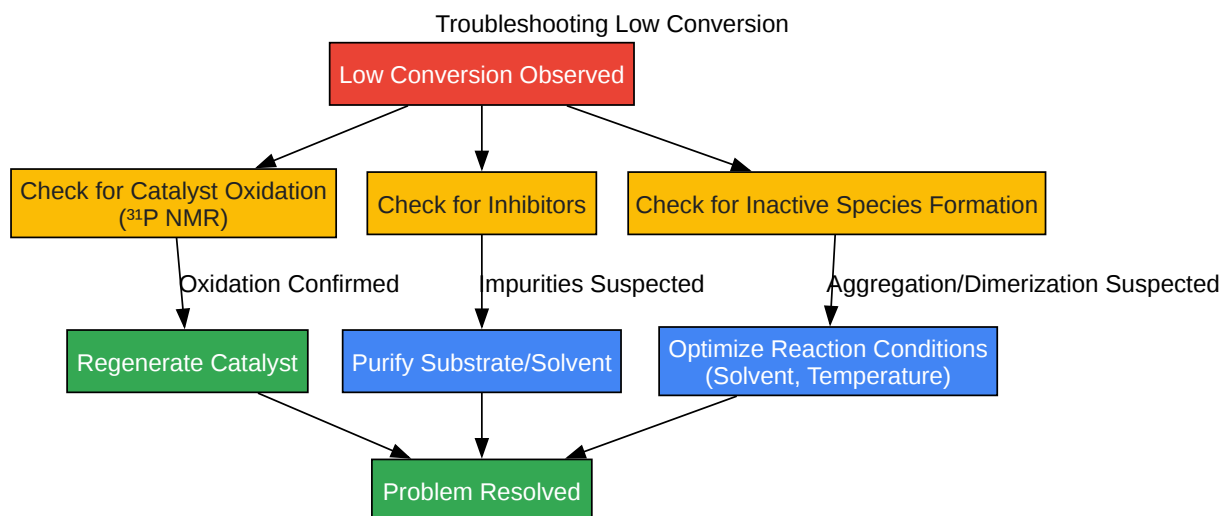 Troubleshooting Low Conversion
Low Conversion Observed
Check for Catalyst Oxidation
(³¹P NMR)
Check for Inhibitors
Check for Inactive Species Formation
Oxidation Confirmed
Impurities Suspected
Aggregation/Dimerization Suspected
Regenerate Catalyst
Purify Substrate/Solvent
Optimize Reaction Conditions
(Solvent, Temperature)
Problem Resolved